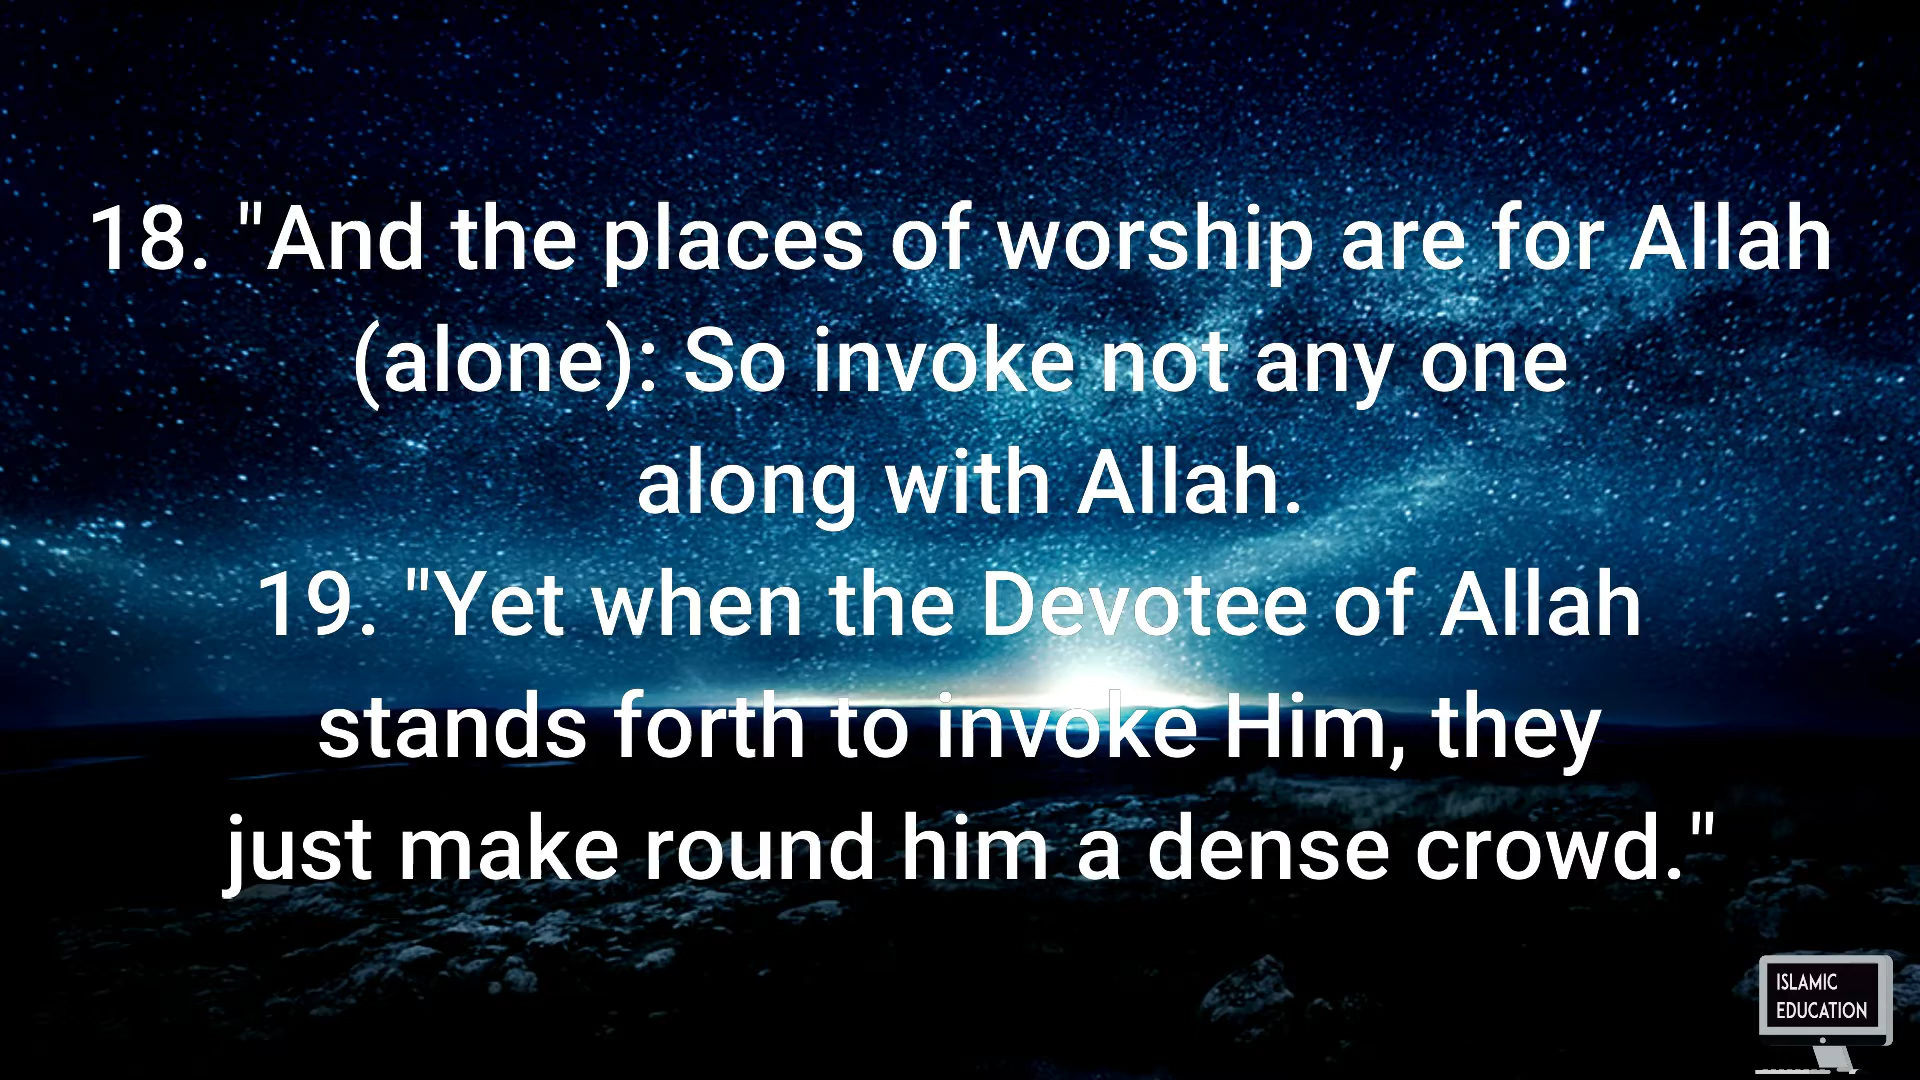 18. "And the places of worship are for Allah
(alone): So invoke not any one
along with Allah.
19. "Yet when the Devotee of Allah
stands forth to invoke Him, they
just make round him a dense crowd."
ISLAMIC
EDUCATION